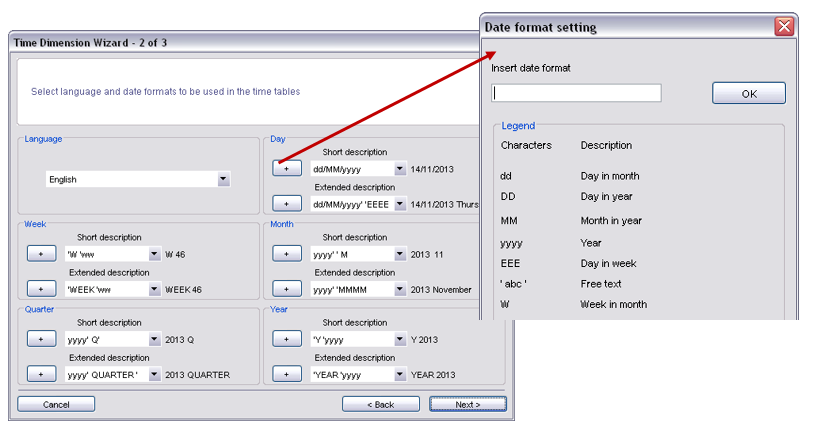 Time Dimension Wizard - 2 of 3
Select language and date formats to be used in the time tables
Language
English
Day
Short description
+ dd/MM/yyyy 14/11/2013
Extended description
+ dd/MM/yyyy' 'EEEE 14/11/2013 Thurs
Week
Short description
+ 'W 'ww W 46
Extended description
+ 'WEEK 'ww WEEK 46
Month
Short description
+ yyyy' ' M 2013 11
Extended description
+ yyyy' 'MMMM 2013 November
Quarter
Short description
+ yyyy' Q' 2013 Q
Extended description
+ yyyy' QUARTER ' 2013 QUARTER
Year
Short description
+ 'Y 'yyyy Y 2013
Extended description
+ 'YEAR 'yyyy YEAR 2013
Cancel < Back Next >
Date format setting
Insert date format
OK
Legend
Characters Description
dd Day in month
DD Day in year
MM Month in year
yyyy Year
EEE Day in week
' abc ' Free text
W Week in month